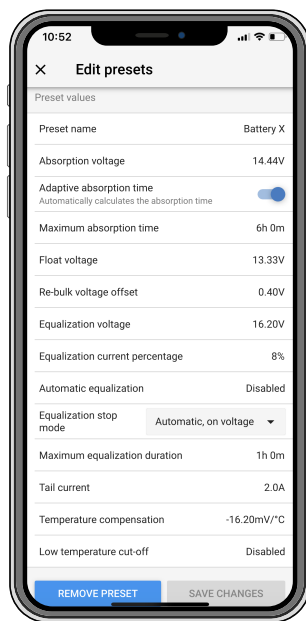 10:52
× Edit presets
Preset values
Preset name Battery X
Absorption voltage 14.44V
Adaptive absorption time
Automatically calculates the absorption time
Maximum absorption time 6h 0m
Float voltage 13.33V
Re-bulk voltage offset 0.40V
Equalization voltage 16.20V
Equalization current percentage 8%
Automatic equalization Disabled
Equalization stop
mode Automatic, on voltage
Maximum equalization duration 1h 0m
Tail current 2.0A
Temperature compensation -16.20mV/°C
Low temperature cut-off Disabled
REMOVE PRESET SAVE CHANGES